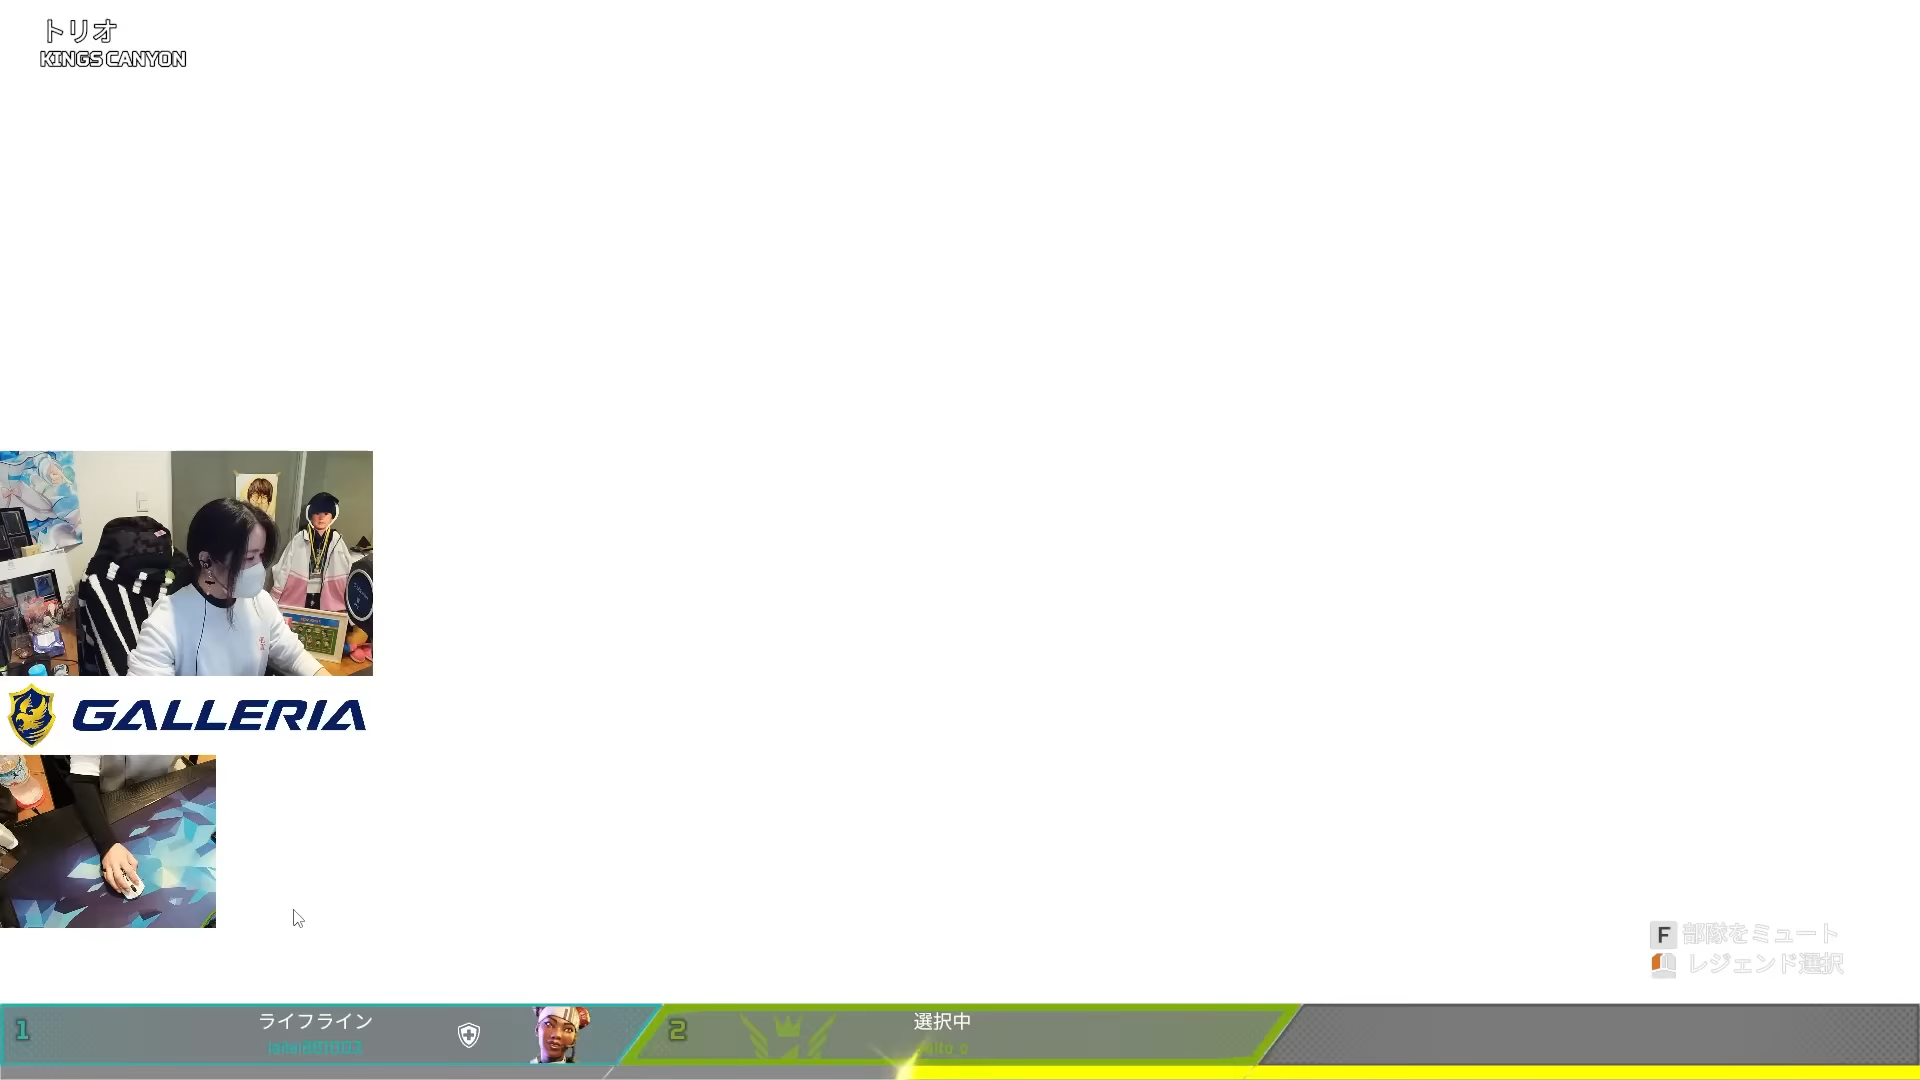 トリオ
KINGS CANYON
GALLERIA
F 部隊をミュート
レジェンド選択
1
ライフライン
2
選択中